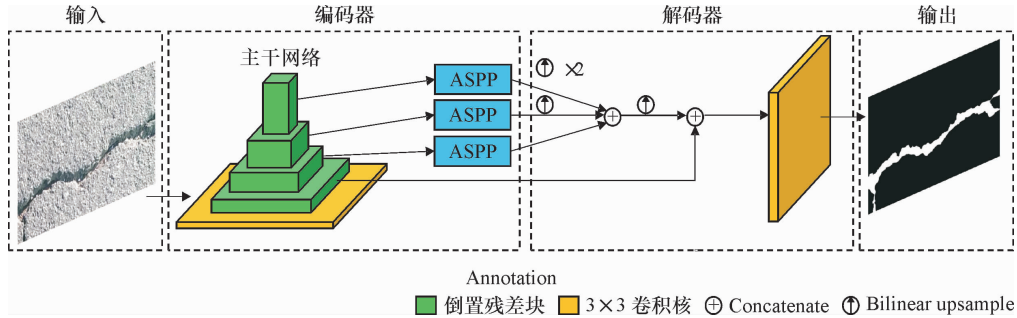 输入 编码器 解码器 输出
主干网络
ASPP ×2
ASPP
ASPP
Annotation
倒置残差块 3×3 卷积核 Concatenate Bilinear upsample